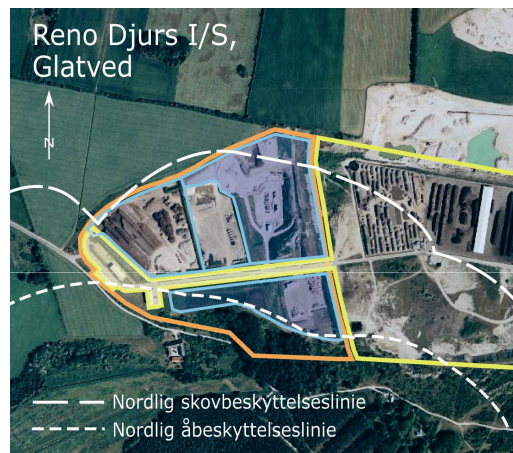 Reno Djurs I/S,
Glatved
N
Nordlig skovbeskyttelseslinie
Nordlig åbeskyttelseslinie